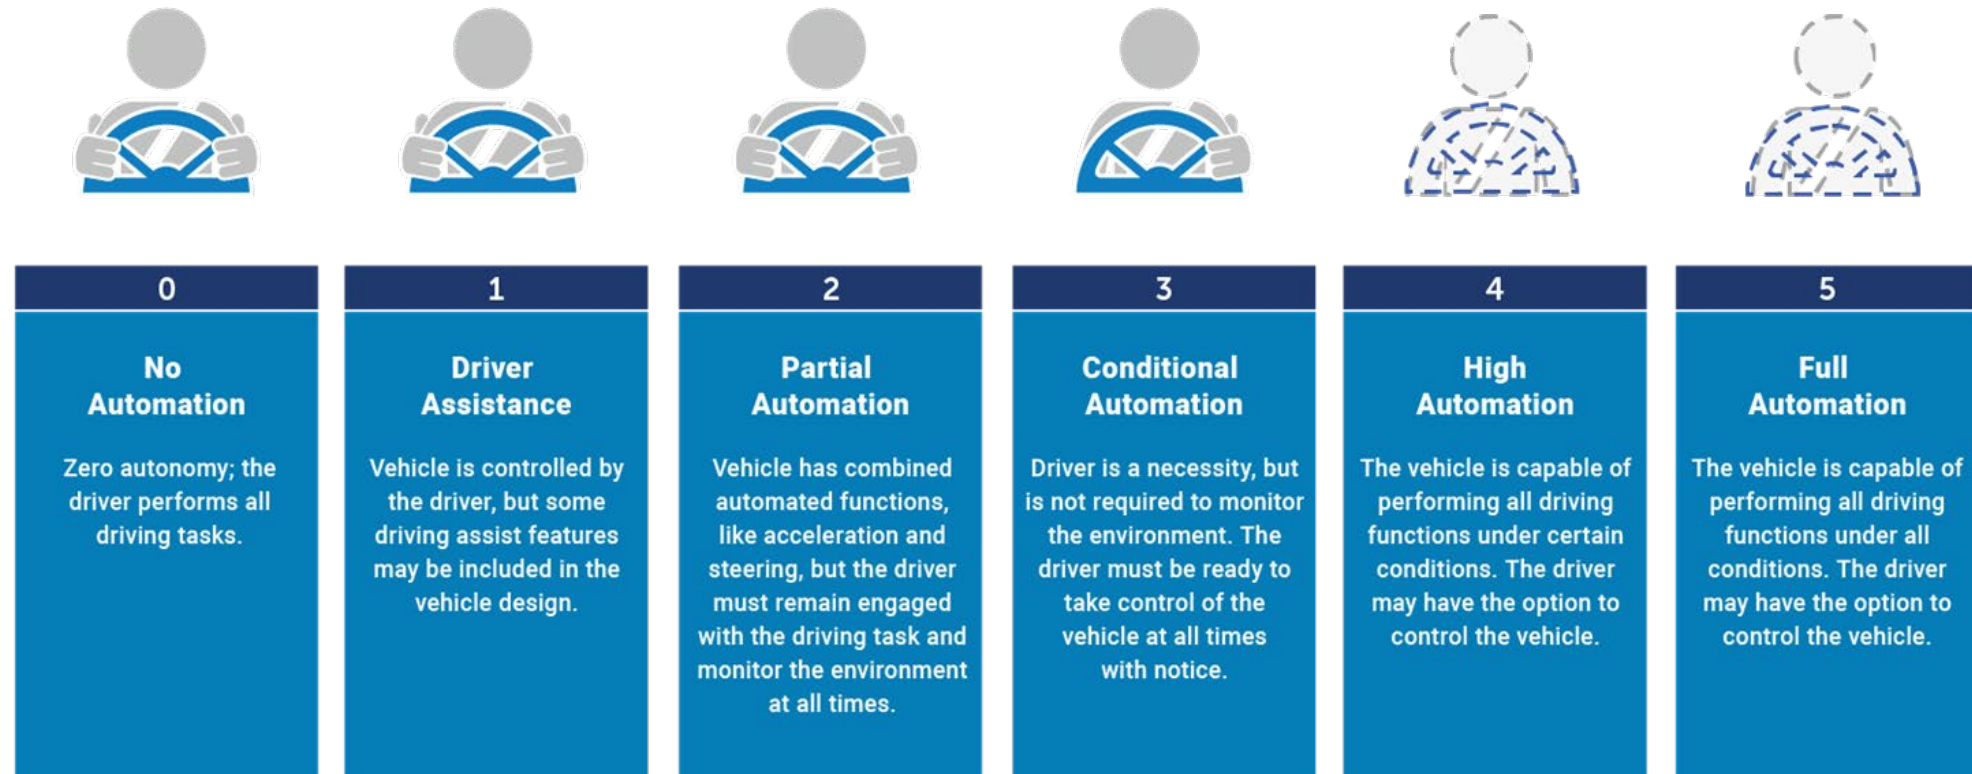 0
No
Automation
Zero autonomy; the
driver performs all
driving tasks.
1
Driver
Assistance
Vehicle is controlled by
the driver, but some
driving assist features
may be included in the
vehicle design.
2
Partial
Automation
Vehicle has combined
automated functions,
like acceleration and
steering, but the driver
must remain engaged
with the driving task and
monitor the environment
at all times.
3
Conditional
Automation
Driver is a necessity, but
is not required to monitor
the environment. The
driver must be ready to
take control of the
vehicle at all times
with notice.
4
High
Automation
The vehicle is capable of
performing all driving
functions under certain
conditions. The driver
may have the option to
control the vehicle.
5
Full
Automation
The vehicle is capable of
performing all driving
functions under all
conditions. The driver
may have the option to
control the vehicle.